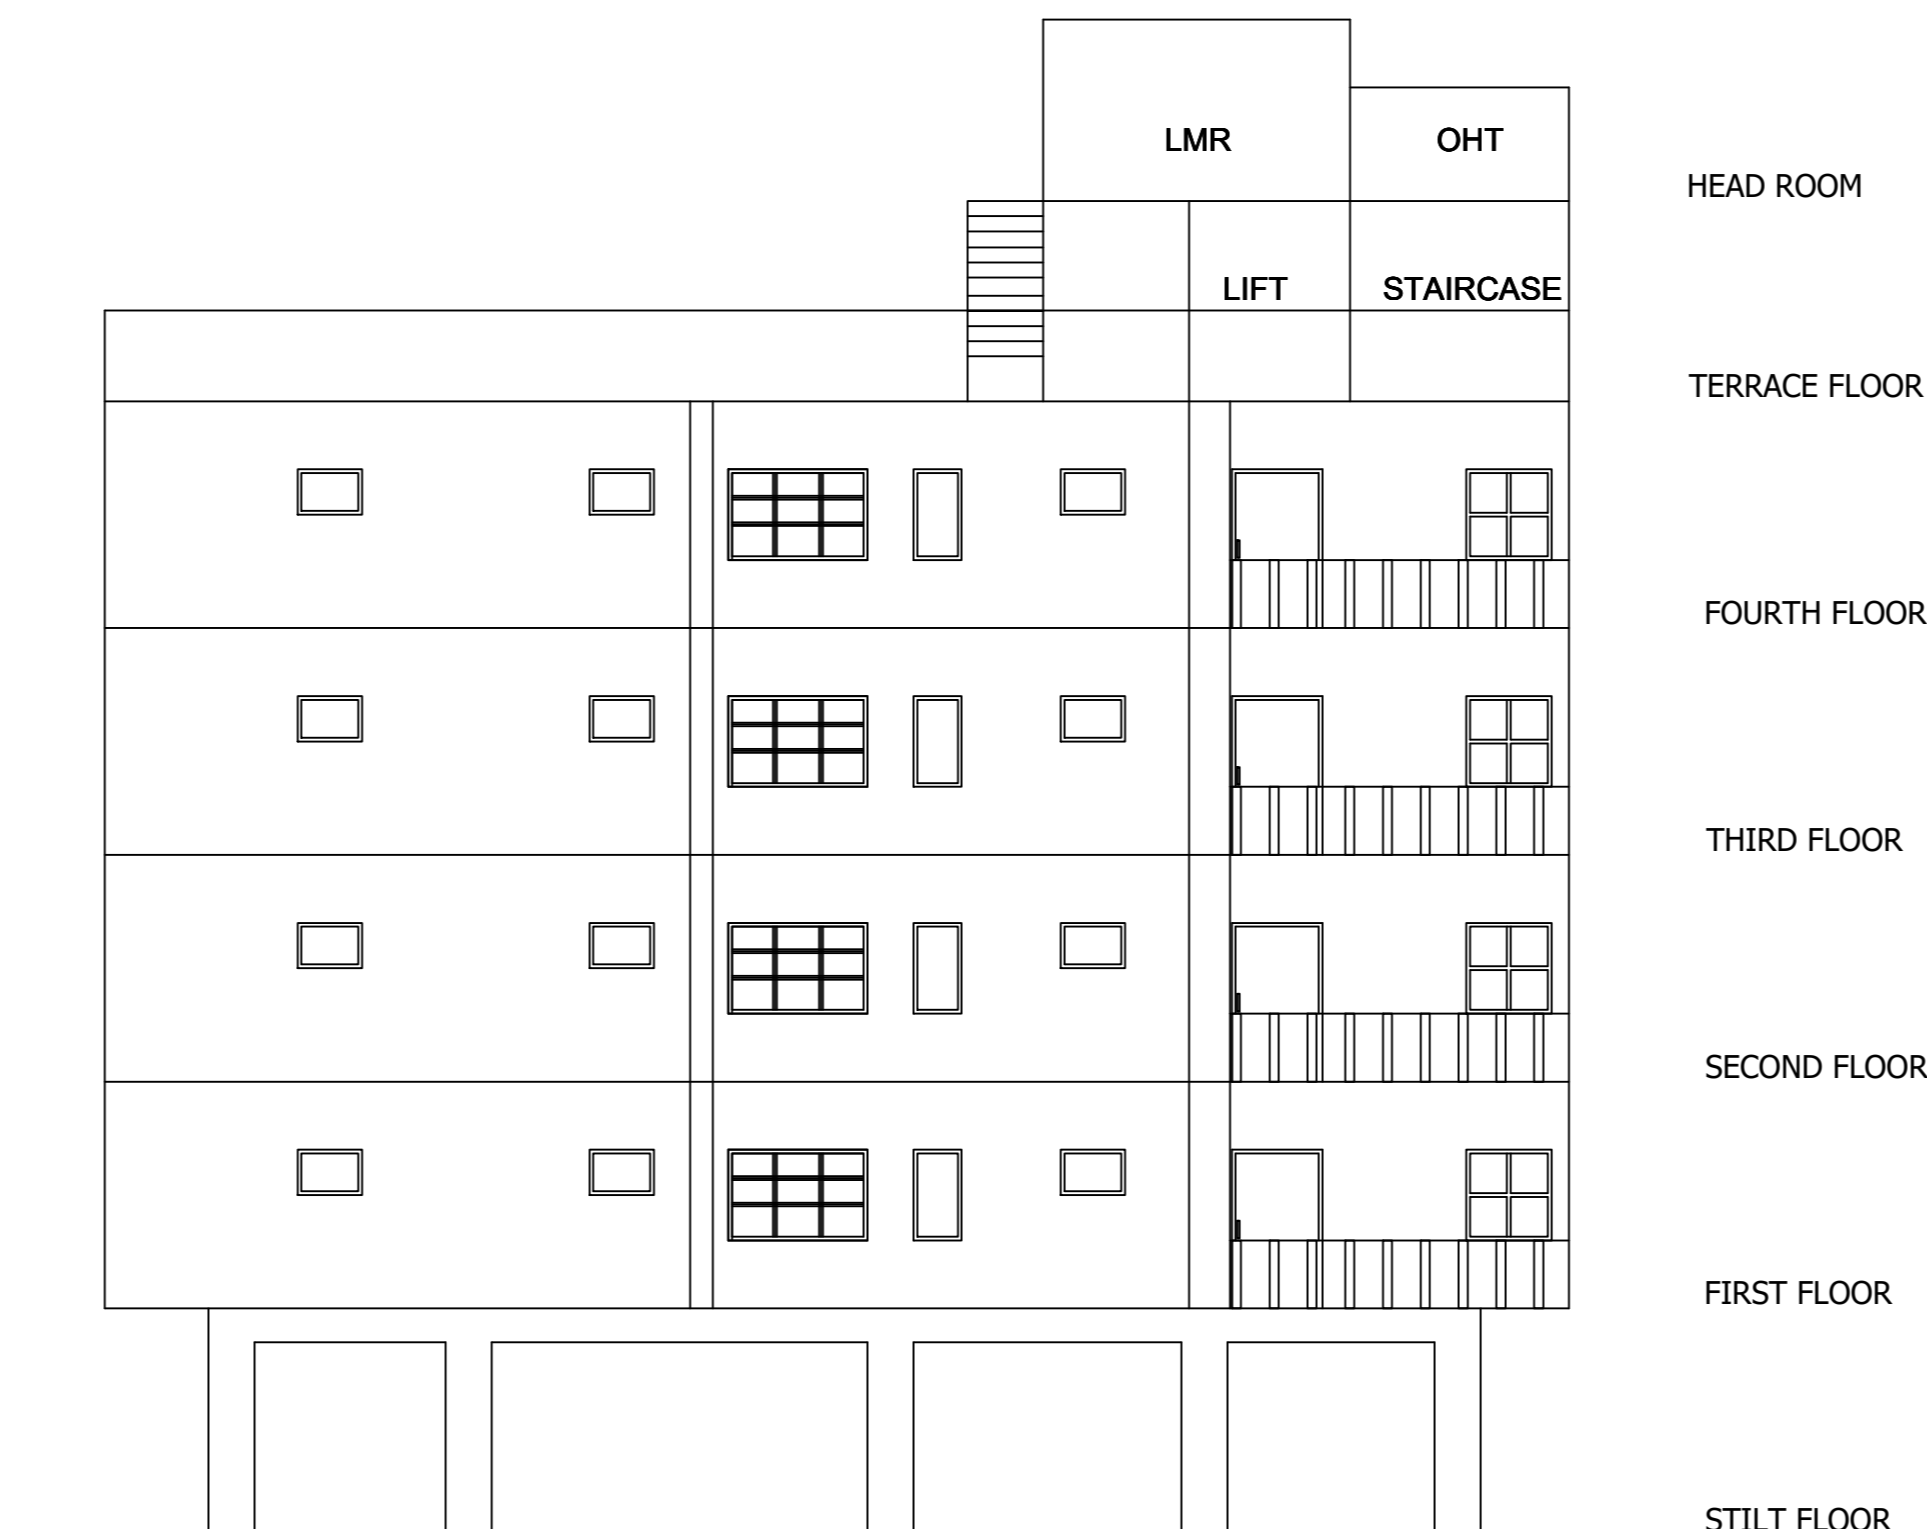 LMR
OHT
HEAD ROOM
LIFT
STAIRCASE
TERRACE FLOOR
FOURTH FLOOR
THIRD FLOOR
SECOND FLOOR
FIRST FLOOR
STILT FLOOR